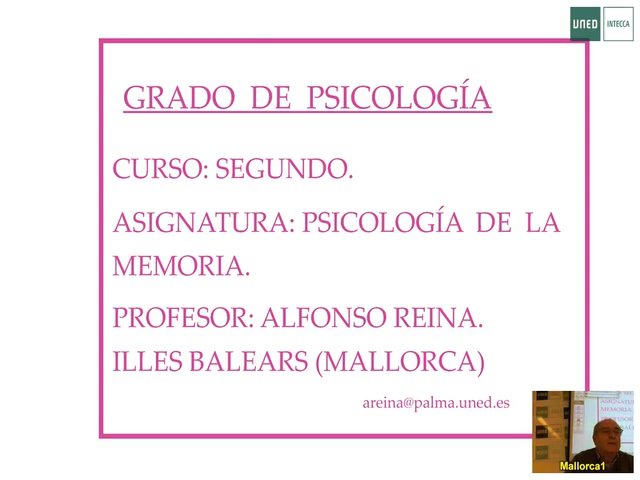 UNED INTECCA
GRADO DE PSICOLOGÍA
CURSO: SEGUNDO.
ASIGNATURA: PSICOLOGÍA DE LA
MEMORIA.
PROFESOR: ALFONSO REINA.
ILLES BALEARS (MALLORCA)
areina@palma.uned.es
Mallorca1